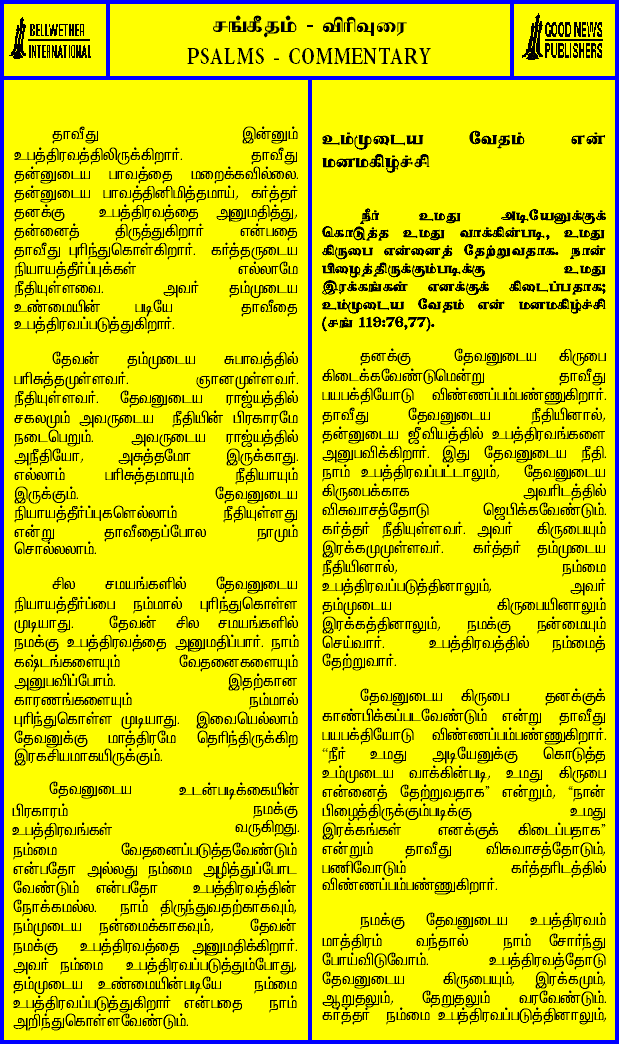 BELLWETHER
INTERNATIONAL
சங்கீதம் - விரிவுரை
PSALMS - COMMENTARY
GOOD NEWS
PUBLISHERS
தாவீது இன்னும்
உபத்திரவத்திலிருக்கிறார். தாவீது
தன்னுடைய பாவத்தை மறைக்கவில்லை.
தன்னுடைய பாவத்தினிமித்தமாய், கர்த்தர்
தனக்கு உபத்திரவத்தை அனுமதித்து,
தன்னைத் திருத்துகிறார் என்பதை
தாவீது புரிந்துகொள்கிறார். கர்த்தருடைய
நியாயத்தீர்ப்புக்கள் எல்லாமே
நீதியுள்ளவை. அவர் தம்முடைய
உண்மையின் படியே தாவீதை
உபத்திரவப்படுத்துகிறார்.
தேவன் தம்முடைய சுபாவத்தில்
பரிசுத்தமுள்ளவர். ஞானமுள்ளவர்.
நீதியுள்ளவர். தேவனுடைய ராஜ்யத்தில்
சகலமும் அவருடைய நீதியின் பிரகாரமே
நடைபெறும். அவருடைய ராஜ்யத்தில்
அநீதியோ, அசுத்தமோ இருக்காது.
எல்லாம் பரிசுத்தமாயும் நீதியாயும்
இருக்கும். தேவனுடைய
நியாயத்தீர்ப்புகளெல்லாம் நீதியுள்ளது
என்று தாவீதைப்போல நாமும்
சொல்லலாம்.
சில சமயங்களில் தேவனுடைய
நியாயத்தீர்ப்பை நம்மால் புரிந்துகொள்ள
முடியாது. தேவன் சில சமயங்களில்
நமக்கு உபத்திரவத்தை அனுமதிப்பார். நாம்
கஷ்டங்களையும் வேதனைகளையும்
அனுபவிப்போம். இதற்கான
காரணங்களையும் நம்மால்
புரிந்துகொள்ள முடியாது. இவையெல்லாம்
தேவனுக்கு மாத்திரமே தெரிந்திருக்கிற
இரகசியமாகயிருக்கும்.
தேவனுடைய உடன்படிக்கையின்
பிரகாரம் நமக்கு
உபத்திரவங்கள் வருகிறது.
நம்மை வேதனைப்படுத்தவேண்டும்
என்பதோ அல்லது நம்மை அழித்துப்போட
வேண்டும் என்பதோ உபத்திரவத்தின்
நோக்கமல்ல. நாம் திருந்துவதற்காகவும்,
நம்முடைய நன்மைக்காகவும், தேவன்
நமக்கு உபத்திரவத்தை அனுமதிக்கிறார்.
அவர் நம்மை உபத்திரவப்படுத்தும்போது,
தம்முடைய உண்மையின்படியே நம்மை
உபத்திரவப்படுத்துகிறார் என்பதை நாம்
அறிந்துகொள்ளவேண்டும்.
உம்முடைய வேதம் என்
மனமகிழ்ச்சி
நீர் உமது அடியேனுக்குக்
கொடுத்த உமது வாக்கின்படி, உமது
கிருபை என்னைத் தேற்றுவதாக. நான்
பிழைத்திருக்கும்படிக்கு உமது
இரக்கங்கள் எனக்குக் கிடைப்பதாக;
உம்முடைய வேதம் என் மனமகிழ்ச்சி
(சங் 119:76,77).
தனக்கு தேவனுடைய கிருபை
கிடைக்கவேண்டுமென்று தாவீது
பயபக்தியோடு விண்ணப்பம்பண்ணுகிறார்.
தாவீது தேவனுடைய நீதியினால்,
தன்னுடைய ஜீவியத்தில் உபத்திரவங்களை
அனுபவிக்கிறார். இது தேவனுடைய நீதி.
நாம் உபத்திரவப்பட்டாலும், தேவனுடைய
கிருபைக்காக அவரிடத்தில்
விசுவாசத்தோடு ஜெபிக்கவேண்டும்.
கர்த்தர் நீதியுள்ளவர். அவர் கிருபையும்
இரக்கமுமுள்ளவர். கர்த்தர் தம்முடைய
நீதியினால், நம்மை
உபத்திரவப்படுத்தினாலும், அவர்
தம்முடைய கிருபையினாலும்
இரக்கத்தினாலும், நமக்கு நன்மையும்
செய்வார். உபத்திரவத்தில் நம்மைத்
தேற்றுவார்.
தேவனுடைய கிருபை தனக்குக்
காண்பிக்கப்படவேண்டும் என்று தாவீது
பயபக்தியோடு விண்ணப்பம்பண்ணுகிறார்.
“நீர் உமது அடியேனுக்கு கொடுத்த
உம்முடைய வாக்கின்படி, உமது கிருபை
என்னைத் தேற்றுவதாக” என்றும், “நான்
பிழைத்திருக்கும்படிக்கு உமது
இரக்கங்கள் எனக்குக் கிடைப்பதாக”
என்றும் தாவீது விசுவாசத்தோடும்,
பணிவோடும் கர்த்தரிடத்தில்
விண்ணப்பம்பண்ணுகிறார்.
நமக்கு தேவனுடைய உபத்திரவம்
மாத்திரம் வந்தால் நாம் சோர்ந்து
போய்விடுவோம். உபத்திரவத்தோடு
தேவனுடைய கிருபையும், இரக்கமும்,
ஆறுதலும், தேறுதலும் வரவேண்டும்.
கர்த்தர் நம்மை உபத்திரவப்படுத்தினாலும்,